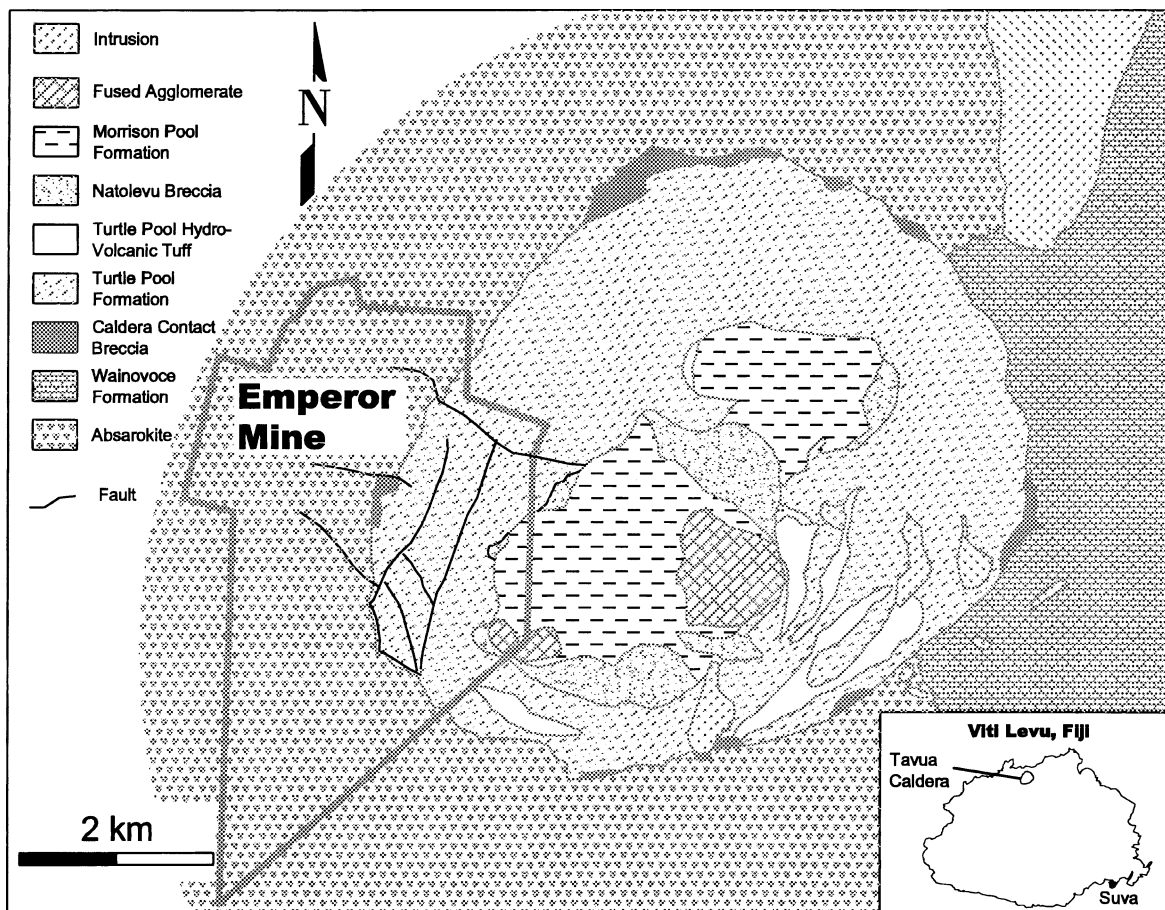 Intrusion
Fused Agglomerate
Morrison Pool
Formation
Natolevu Breccia
Turtle Pool Hydro-
Volcanic Tuff
Turtle Pool
Formation
Caldera Contact
Breccia
Wainovoce
Formation
Absarokite
Fault
N
Emperor
Mine
2 km
Viti Levu, Fiji
Tavua
Caldera
Suva